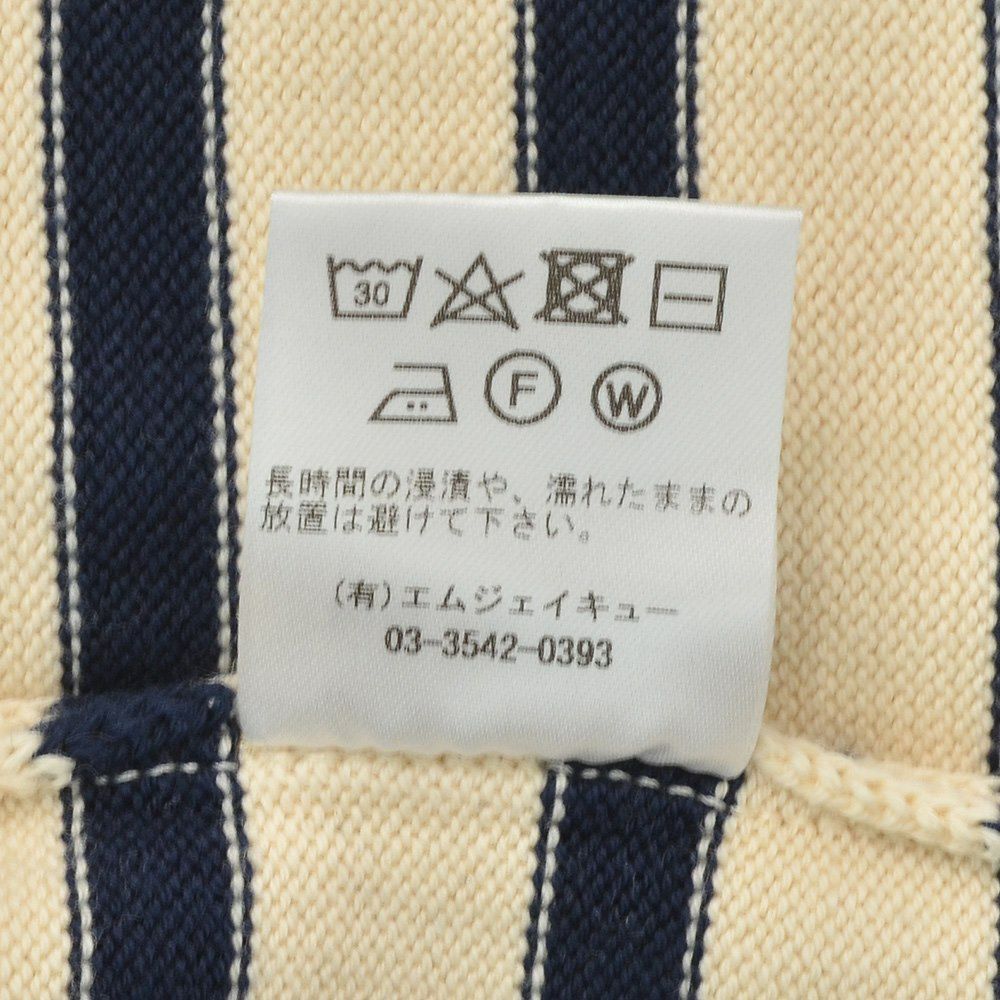 30
F W
長時間の浸漬や、濡れたままの
放置は避けて下さい。
(有)エムジェイキュー
03-3542-0393